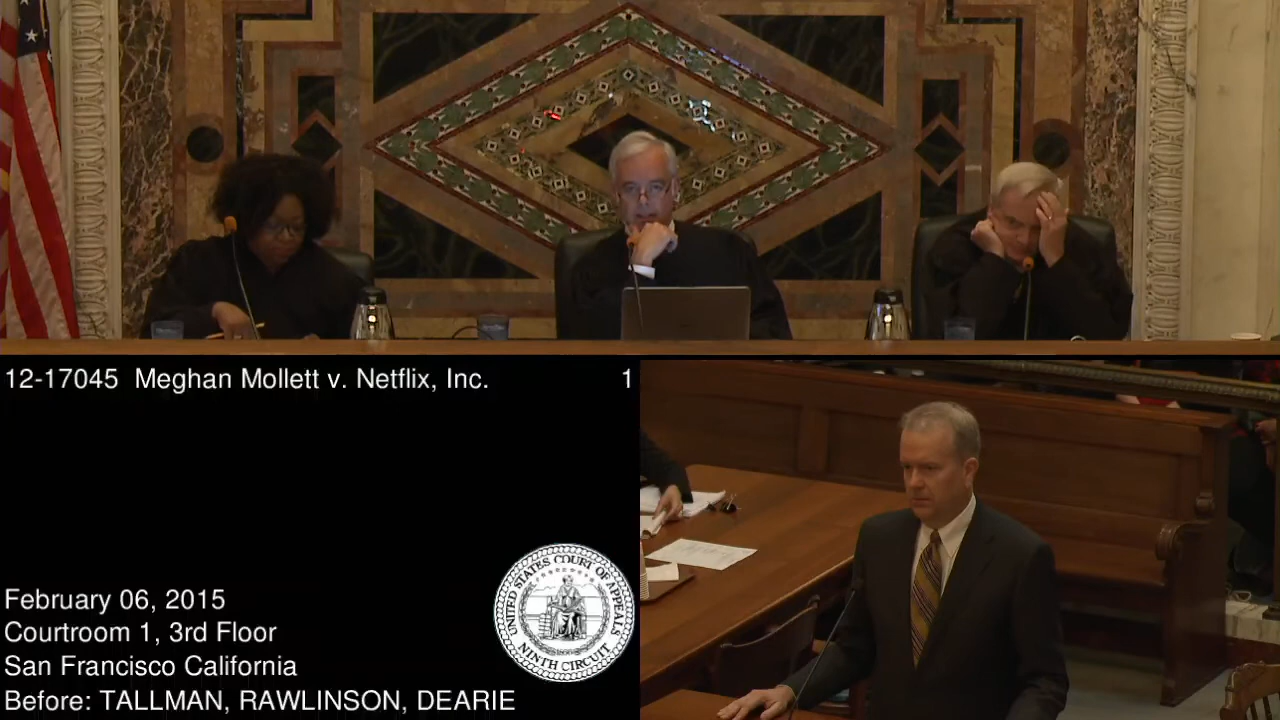 12-17045 Meghan Mollett v. Netflix, Inc. 1
UNITED STATES COURT OF APPEALS
NINTH CIRCUIT
February 06, 2015
Courtroom 1, 3rd Floor
San Francisco California
Before: TALLMAN, RAWLINSON, DEARIE